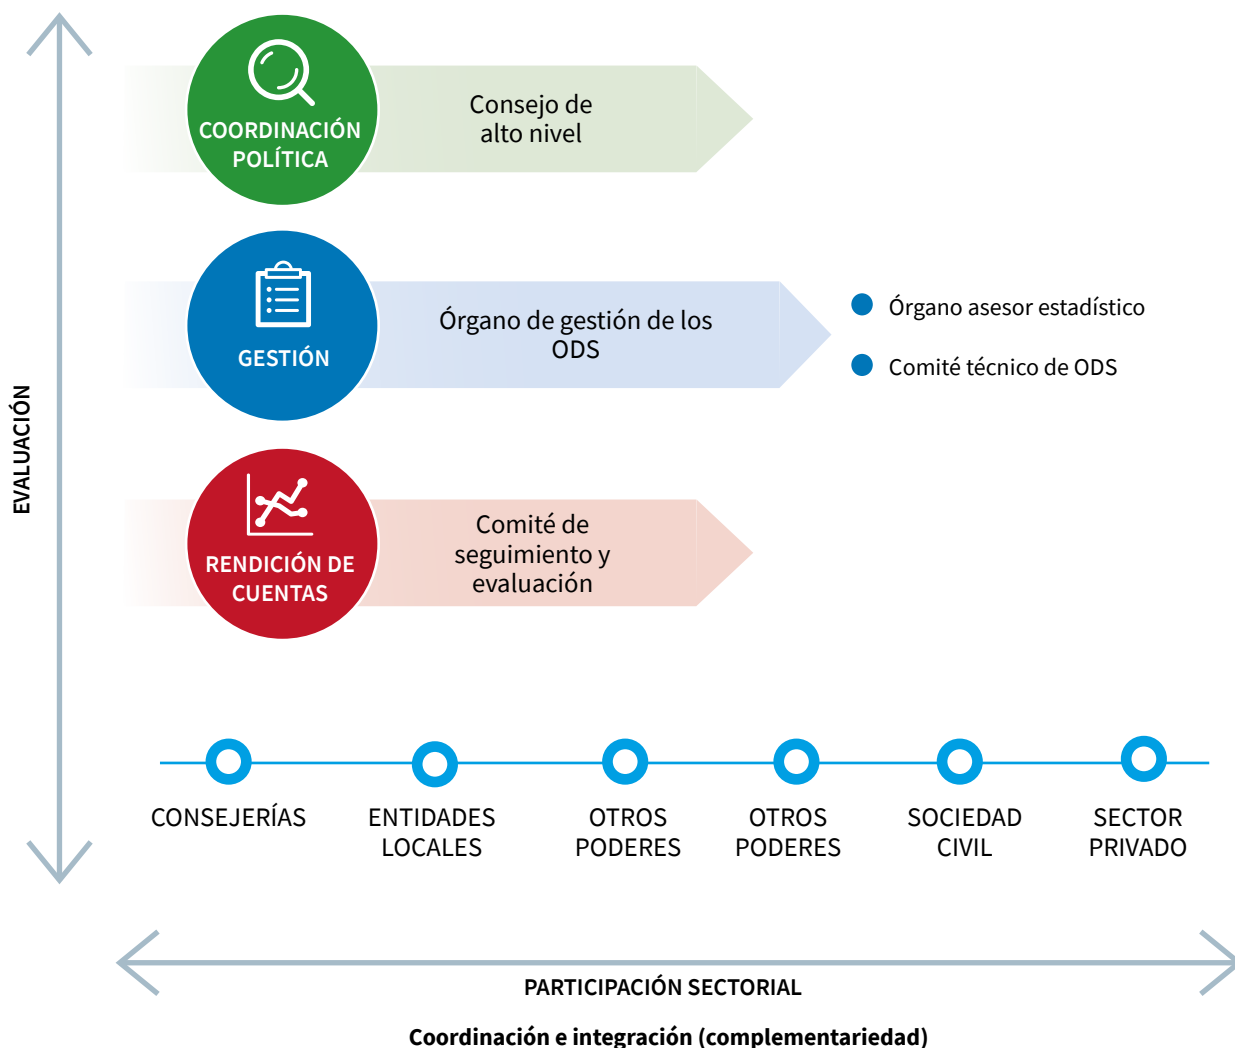 COORDINACIÓN
POLÍTICA
Consejo de
alto nivel
GESTIÓN
Órgano de gestión de los
ODS
Órgano asesor estadístico
Comité técnico de ODS
EVALUACIÓN
RENDICIÓN DE
CUENTAS
Comité de
seguimiento y
evaluación
CONSEJERÍAS
ENTIDADES
LOCALES
OTROS
PODERES
OTROS
PODERES
SOCIEDAD
CIVIL
SECTOR
PRIVADO
PARTICIPACIÓN SECTORIAL
Coordinación e integración (complementariedad)